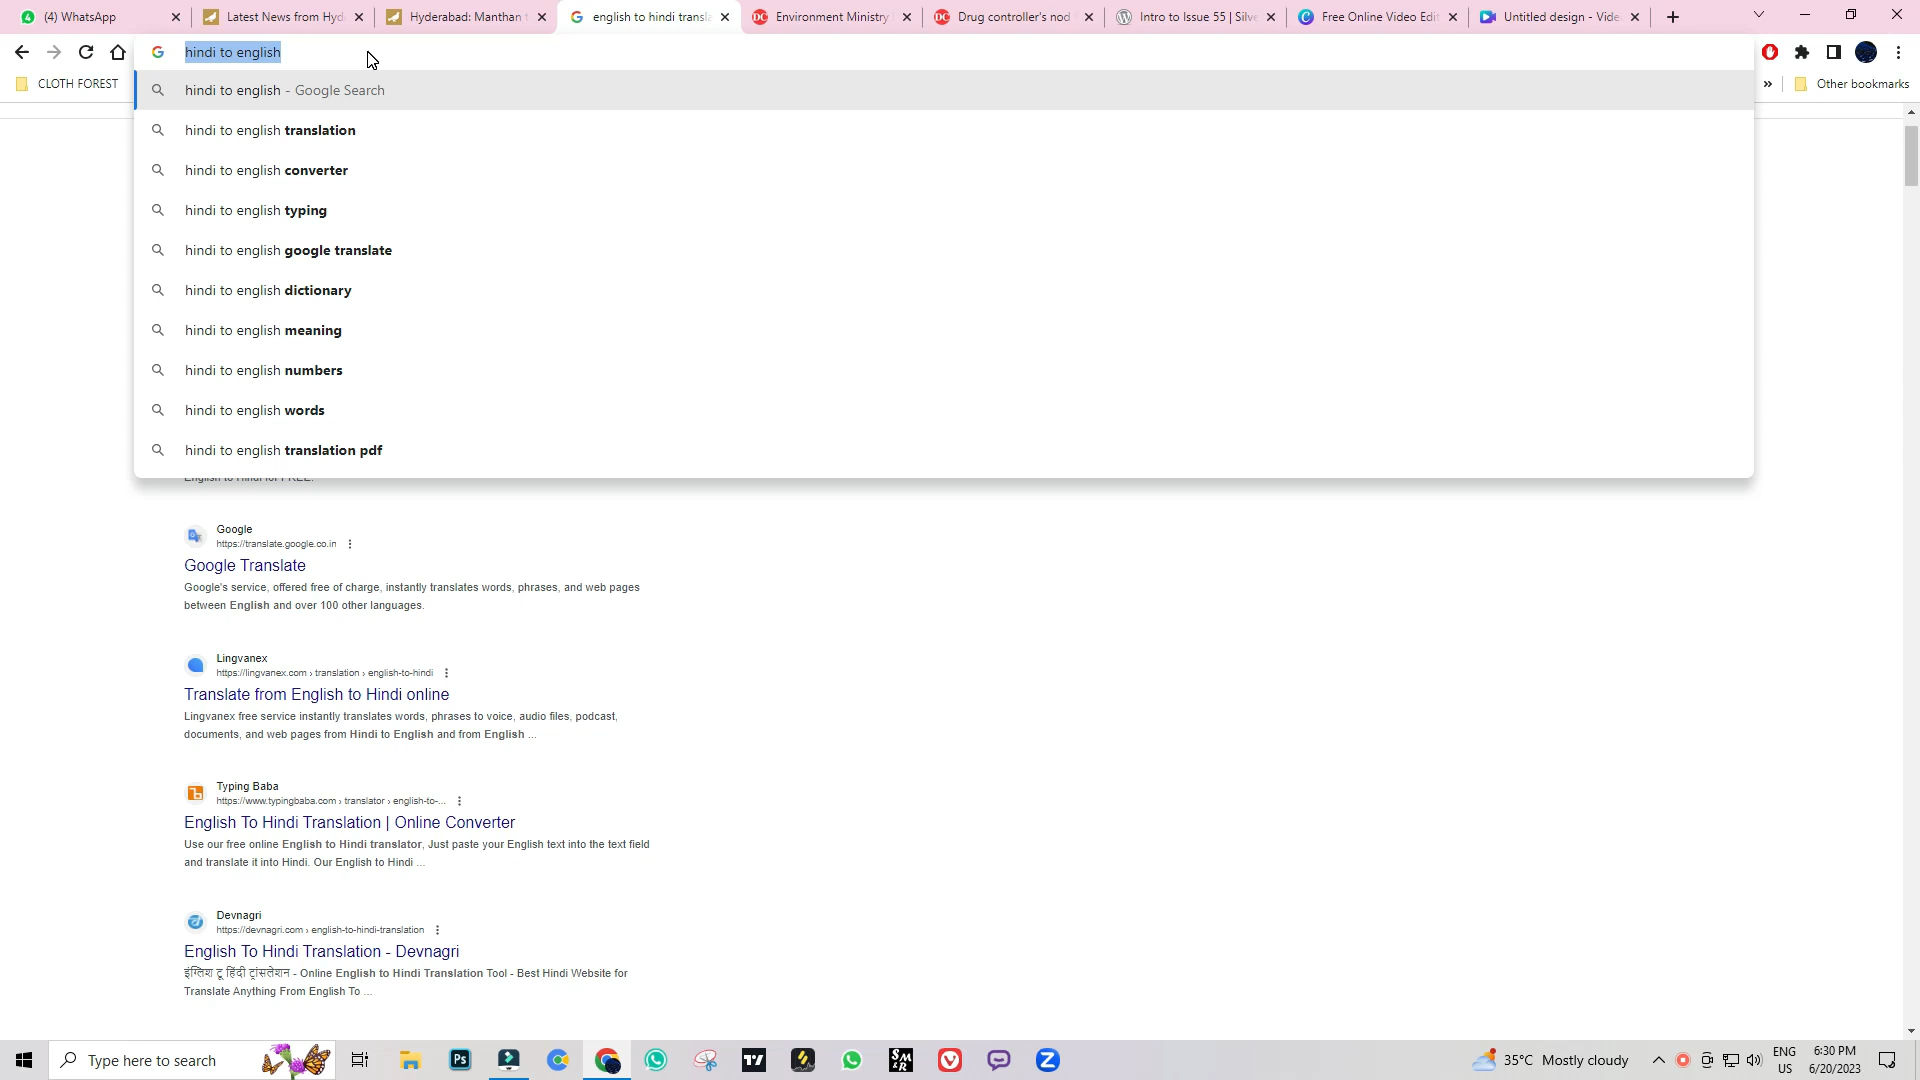 (4) WhatsApp
Latest News from Hyd
Hyderabad: Manthan t
english to hindi transla
Environment Ministry
Drug controller's nod
Intro to Issue 55 | Silve
Free Online Video Edit
Untitled design - Vide
hindi to english
CLOTH FOREST
Other bookmarks
hindi to english - Google Search
hindi to english translation
hindi to english converter
hindi to english typing
hindi to english google translate
hindi to english dictionary
hindi to english meaning
hindi to english numbers
hindi to english words
hindi to english translation pdf
English to Hindi for FREE.
Google
https://translate.google.co.in
Google Translate
Google's service, offered free of charge, instantly translates words, phrases, and web pages
between English and over 100 other languages.
Lingvanex
https://lingvanex.com › translation › english-to-hindi
Translate from English to Hindi online
Lingvanex free service instantly translates words, phrases to voice, audio files, podcast,
documents, and web pages from Hindi to English and from English ...
Typing Baba
https://www.typingbaba.com › translator › english-to-...
English To Hindi Translation | Online Converter
Use our free online English to Hindi translator, Just paste your English text into the text field
and translate it into Hindi. Our English to Hindi ...
Devnagri
https://devnagri.com › english-to-hindi-translation
English To Hindi Translation - Devnagri
इंग्लिश टू हिंदी ट्रांसलेशन - Online English to Hindi Translation Tool - Best Hindi Website for
Translate Anything From English To ...
Type here to search
35°C Mostly cloudy
ENG
US
6:30 PM
6/20/2023